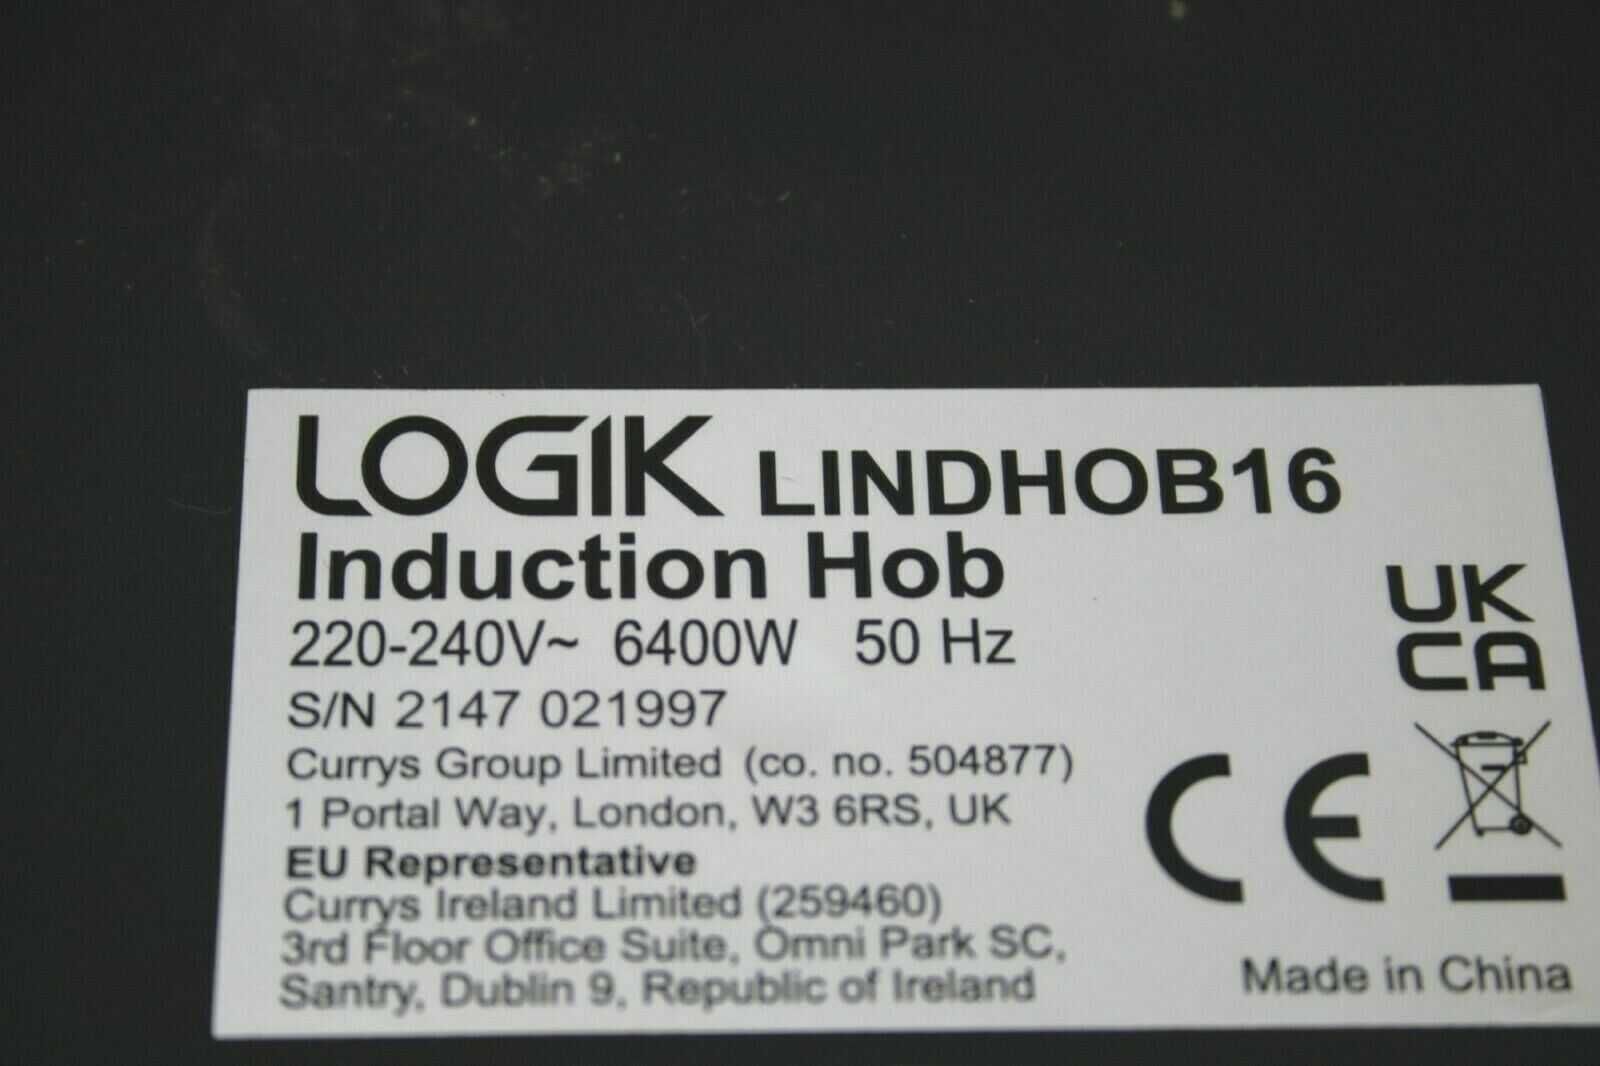 LOGIK LINDHOB16
Induction Hob
220-240V~ 6400W 50 Hz
S/N 2147 021997
Currys Group Limited (co. no. 504877)
1 Portal Way, London, W3 6RS, UK
EU Representative
Currys Ireland Limited (259460)
3rd Floor Office Suite, Omni Park SC,
Santry, Dublin 9, Republic of Ireland
UK
CA
CE
Made in China